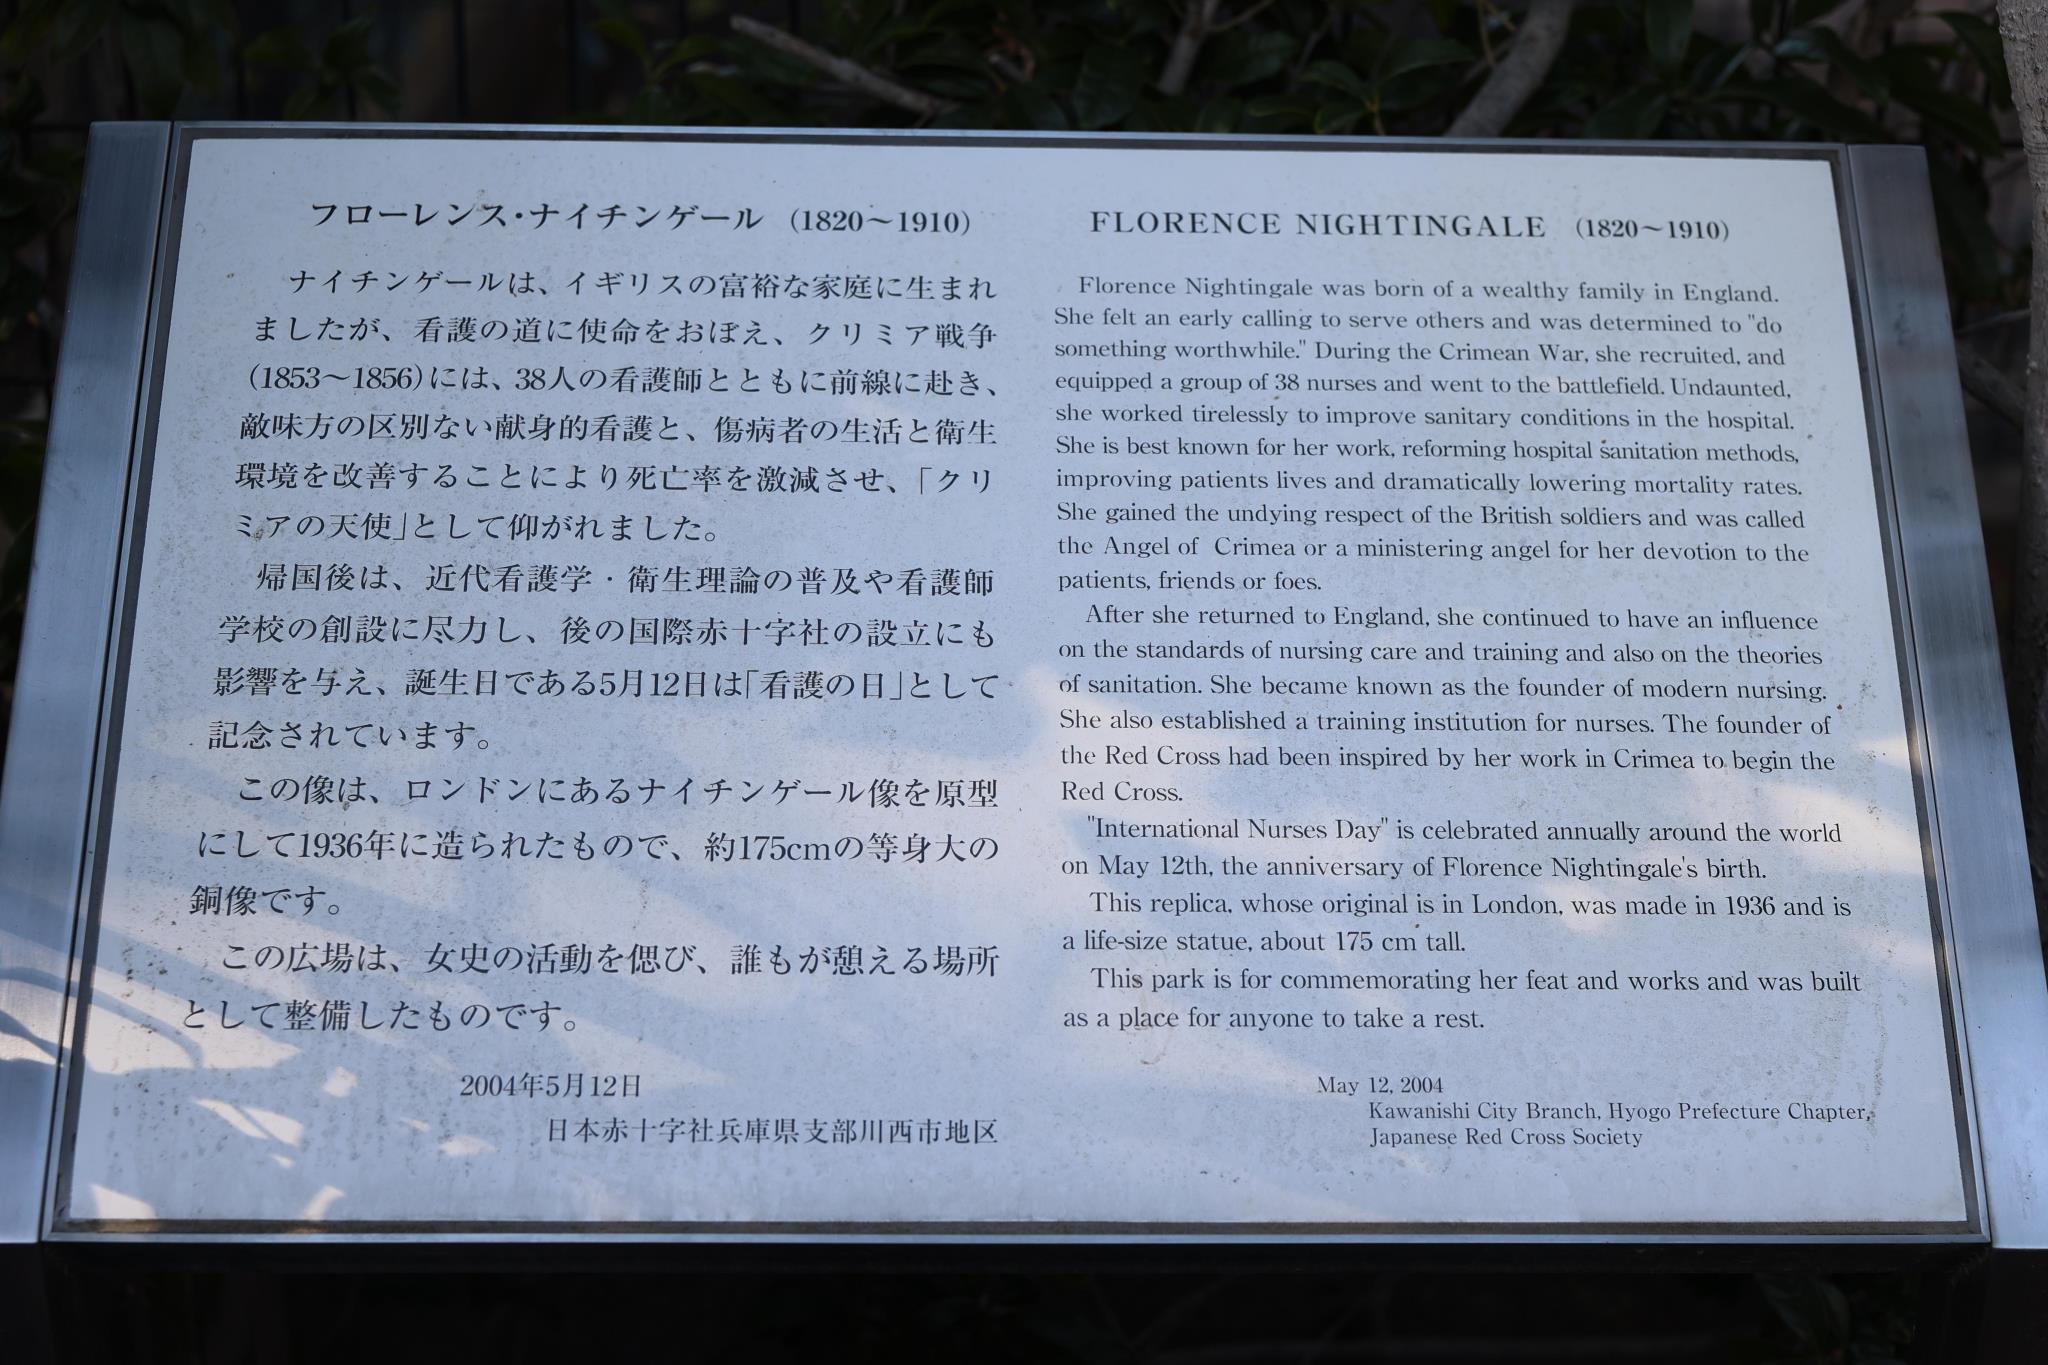 フローレンス・ナイチンゲール (1820～1910)
ナイチンゲールは、イギリスの富裕な家庭に生まれ
ましたが、看護の道に使命をおぼえ、クリミア戦争
(1853～1856)には、38人の看護師とともに前線に赴き、
敵味方の区別ない献身的看護と、傷病者の生活と衛生
環境を改善することにより死亡率を激減させ、「クリ
ミアの天使」として仰がれました。
帰国後は、近代看護学・衛生理論の普及や看護師
学校の創設に尽力し、後の国際赤十字社の設立にも
影響を与え、誕生日である5月12日は「看護の日」として
記念されています。
この像は、ロンドンにあるナイチンゲール像を原型
にして1936年に造られたもので、約175cmの等身大の
銅像です。
この広場は、女史の活動を偲び、誰もが憩える場所
として整備したものです。
2004年5月12日
日本赤十字社兵庫県支部川西市地区
FLORENCE NIGHTINGALE (1820～1910)
Florence Nightingale was born of a wealthy family in England.
She felt an early calling to serve others and was determined to "do
something worthwhile." During the Crimean War, she recruited, and
equipped a group of 38 nurses and went to the battlefield. Undaunted,
she worked tirelessly to improve sanitary conditions in the hospital.
She is best known for her work, reforming hospital sanitation methods,
improving patients lives and dramatically lowering mortality rates.
She gained the undying respect of the British soldiers and was called
the Angel of Crimea or a ministering angel for her devotion to the
patients, friends or foes.
After she returned to England, she continued to have an influence
on the standards of nursing care and training and also on the theories
of sanitation. She became known as the founder of modern nursing.
She also established a training institution for nurses. The founder of
the Red Cross had been inspired by her work in Crimea to begin the
Red Cross.
"International Nurses Day" is celebrated annually around the world
on May 12th, the anniversary of Florence Nightingale's birth.
This replica, whose original is in London, was made in 1936 and is
a life-size statue, about 175 cm tall.
This park is for commemorating her feat and works and was built
as a place for anyone to take a rest.
May 12, 2004
Kawanishi City Branch, Hyogo Prefecture Chapter,
Japanese Red Cross Society